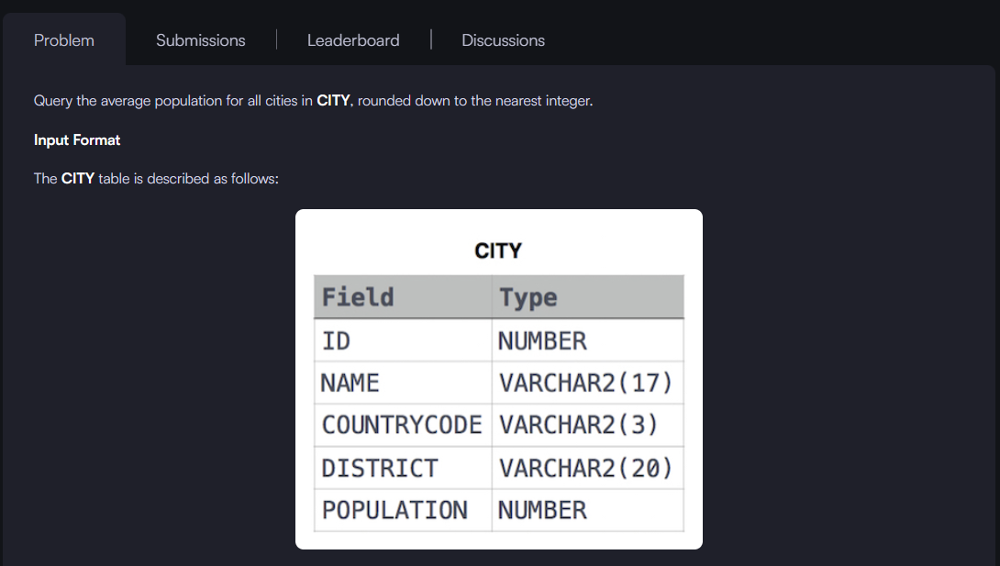 Problem Submissions Leaderboard Discussions
Query the average population for all cities in CITY, rounded down to the nearest integer.
Input Format
The CITY table is described as follows:
CITY
Field Type
ID NUMBER
NAME VARCHAR2(17)
COUNTRYCODE VARCHAR2(3)
DISTRICT VARCHAR2(20)
POPULATION NUMBER